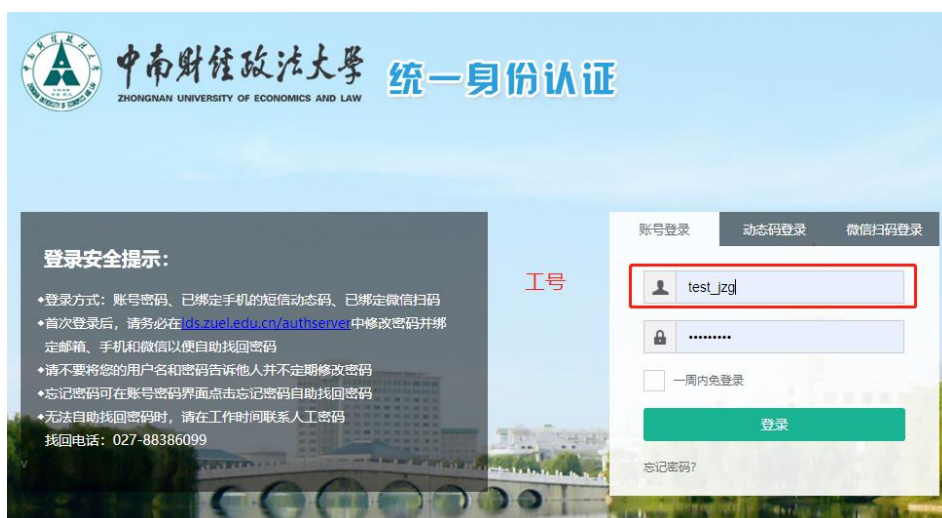 中南财经政法大学
ZHONGNAN UNIVERSITY OF ECONOMICS AND LAW
统一身份认证
登录安全提示：
◆登录方式：账号密码、已绑定手机的短信动态码、已绑定微信扫码
◆首次登录后，请务必在ids.zuel.edu.cn/authserver中修改密码并绑
定邮箱、手机和微信以便自助找回密码
◆请不要将您的用户名和密码告诉他人并不定期修改密码
◆忘记密码可在账号密码界面点击忘记密码自助找回密码
◆无法自助找回密码时，请在工作时间联系人工密码
找回电话：027-88386099
v
工号
账号登录 动态码登录 微信扫码登录
test_jzg
•••••••••
一周内免登录
登录
忘记密码?